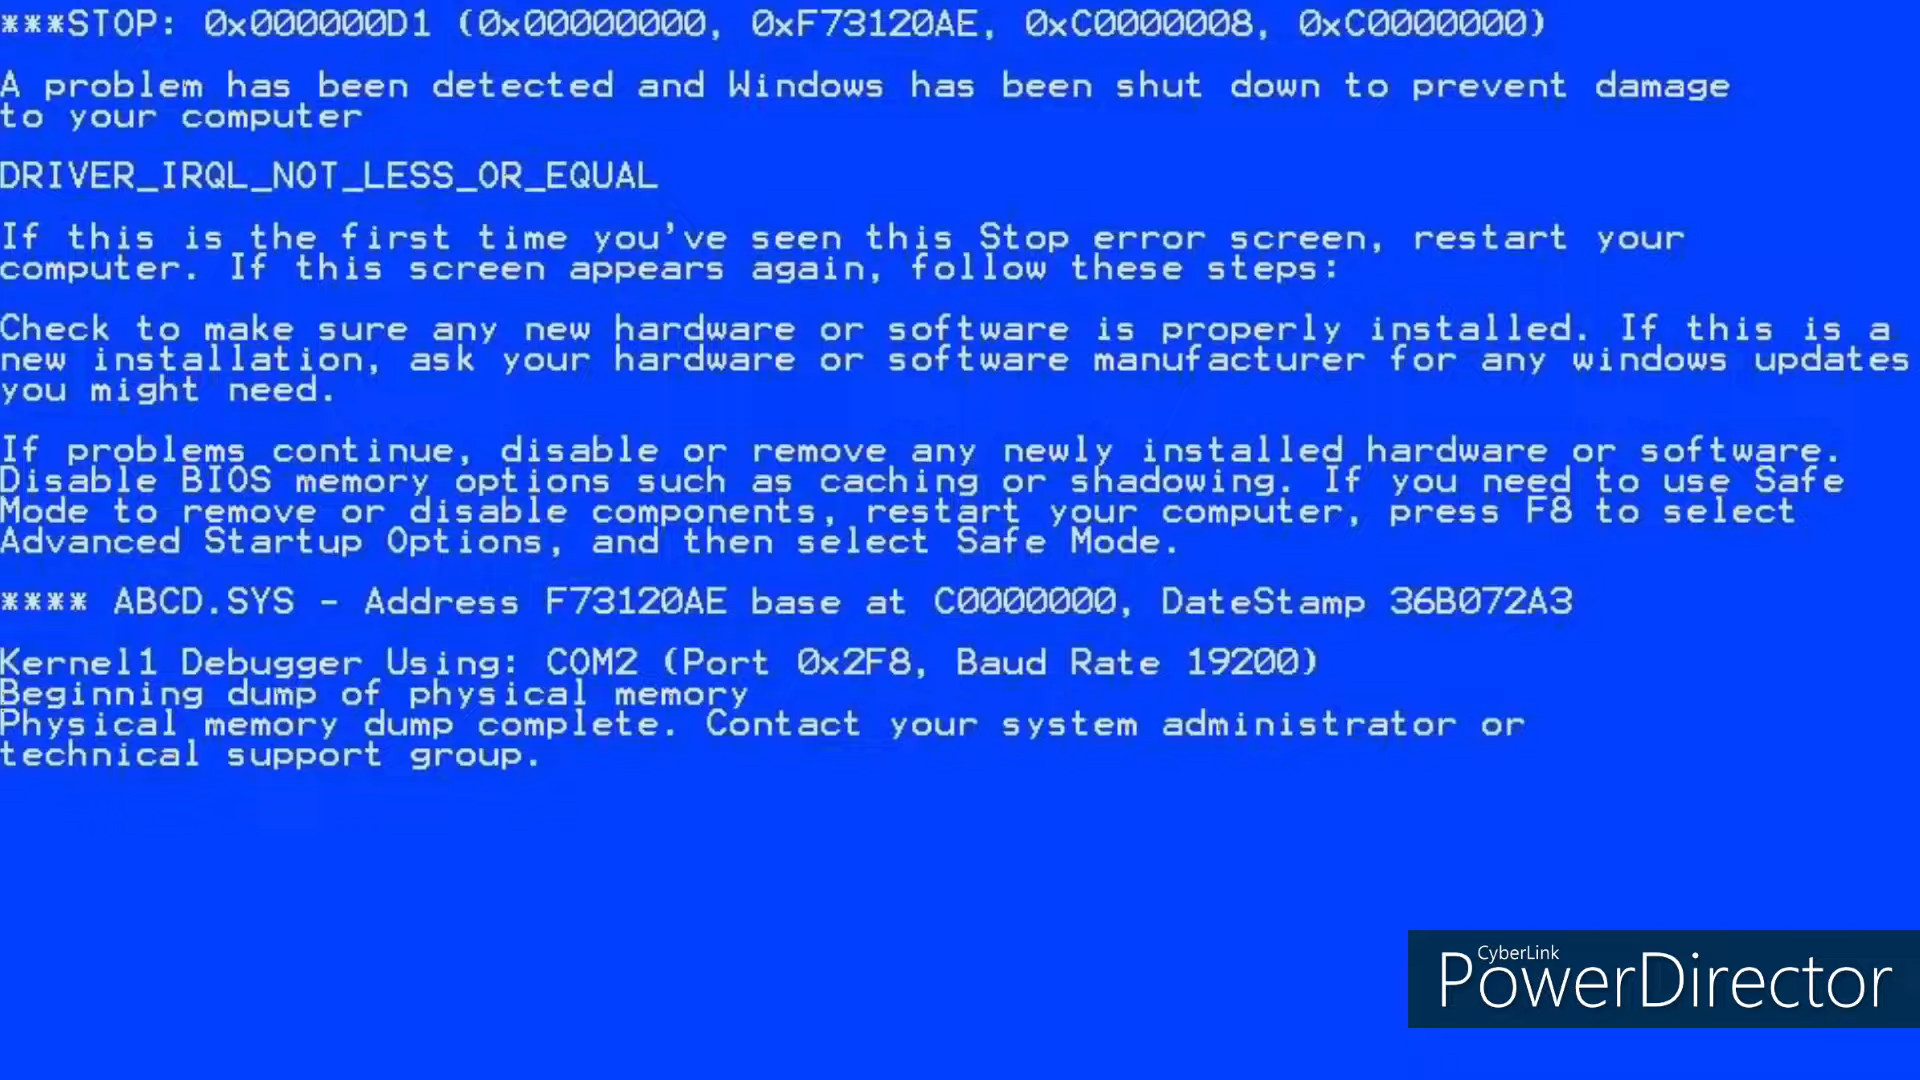 ***STOP: 0x000000D1 (0x00000000, 0xF73120AE, 0xC0000008, 0xC0000000)
A problem has been detected and Windows has been shut down to prevent damage
to your computer
DRIVER_IRQL_NOT_LESS_OR_EQUAL
If this is the first time you've seen this Stop error screen, restart your
computer. If this screen appears again, follow these steps:
Check to make sure any new hardware or software is properly installed. If this is a
new installation, ask your hardware or software manufacturer for any windows updates
you might need.
If problems continue, disable or remove any newly installed hardware or software.
Disable BIOS memory options such as caching or shadowing. If you need to use Safe
Mode to remove or disable components, restart your computer, press F8 to select
Advanced Startup Options, and then select Safe Mode.
**** ABCD.SYS - Address F73120AE base at C0000000, DateStamp 36B072A3
Kernel1 Debugger Using: COM2 (Port 0x2F8, Baud Rate 19200)
Beginning dump of physical memory
Physical memory dump complete. Contact your system administrator or
technical support group.
CyberLink
PowerDirector